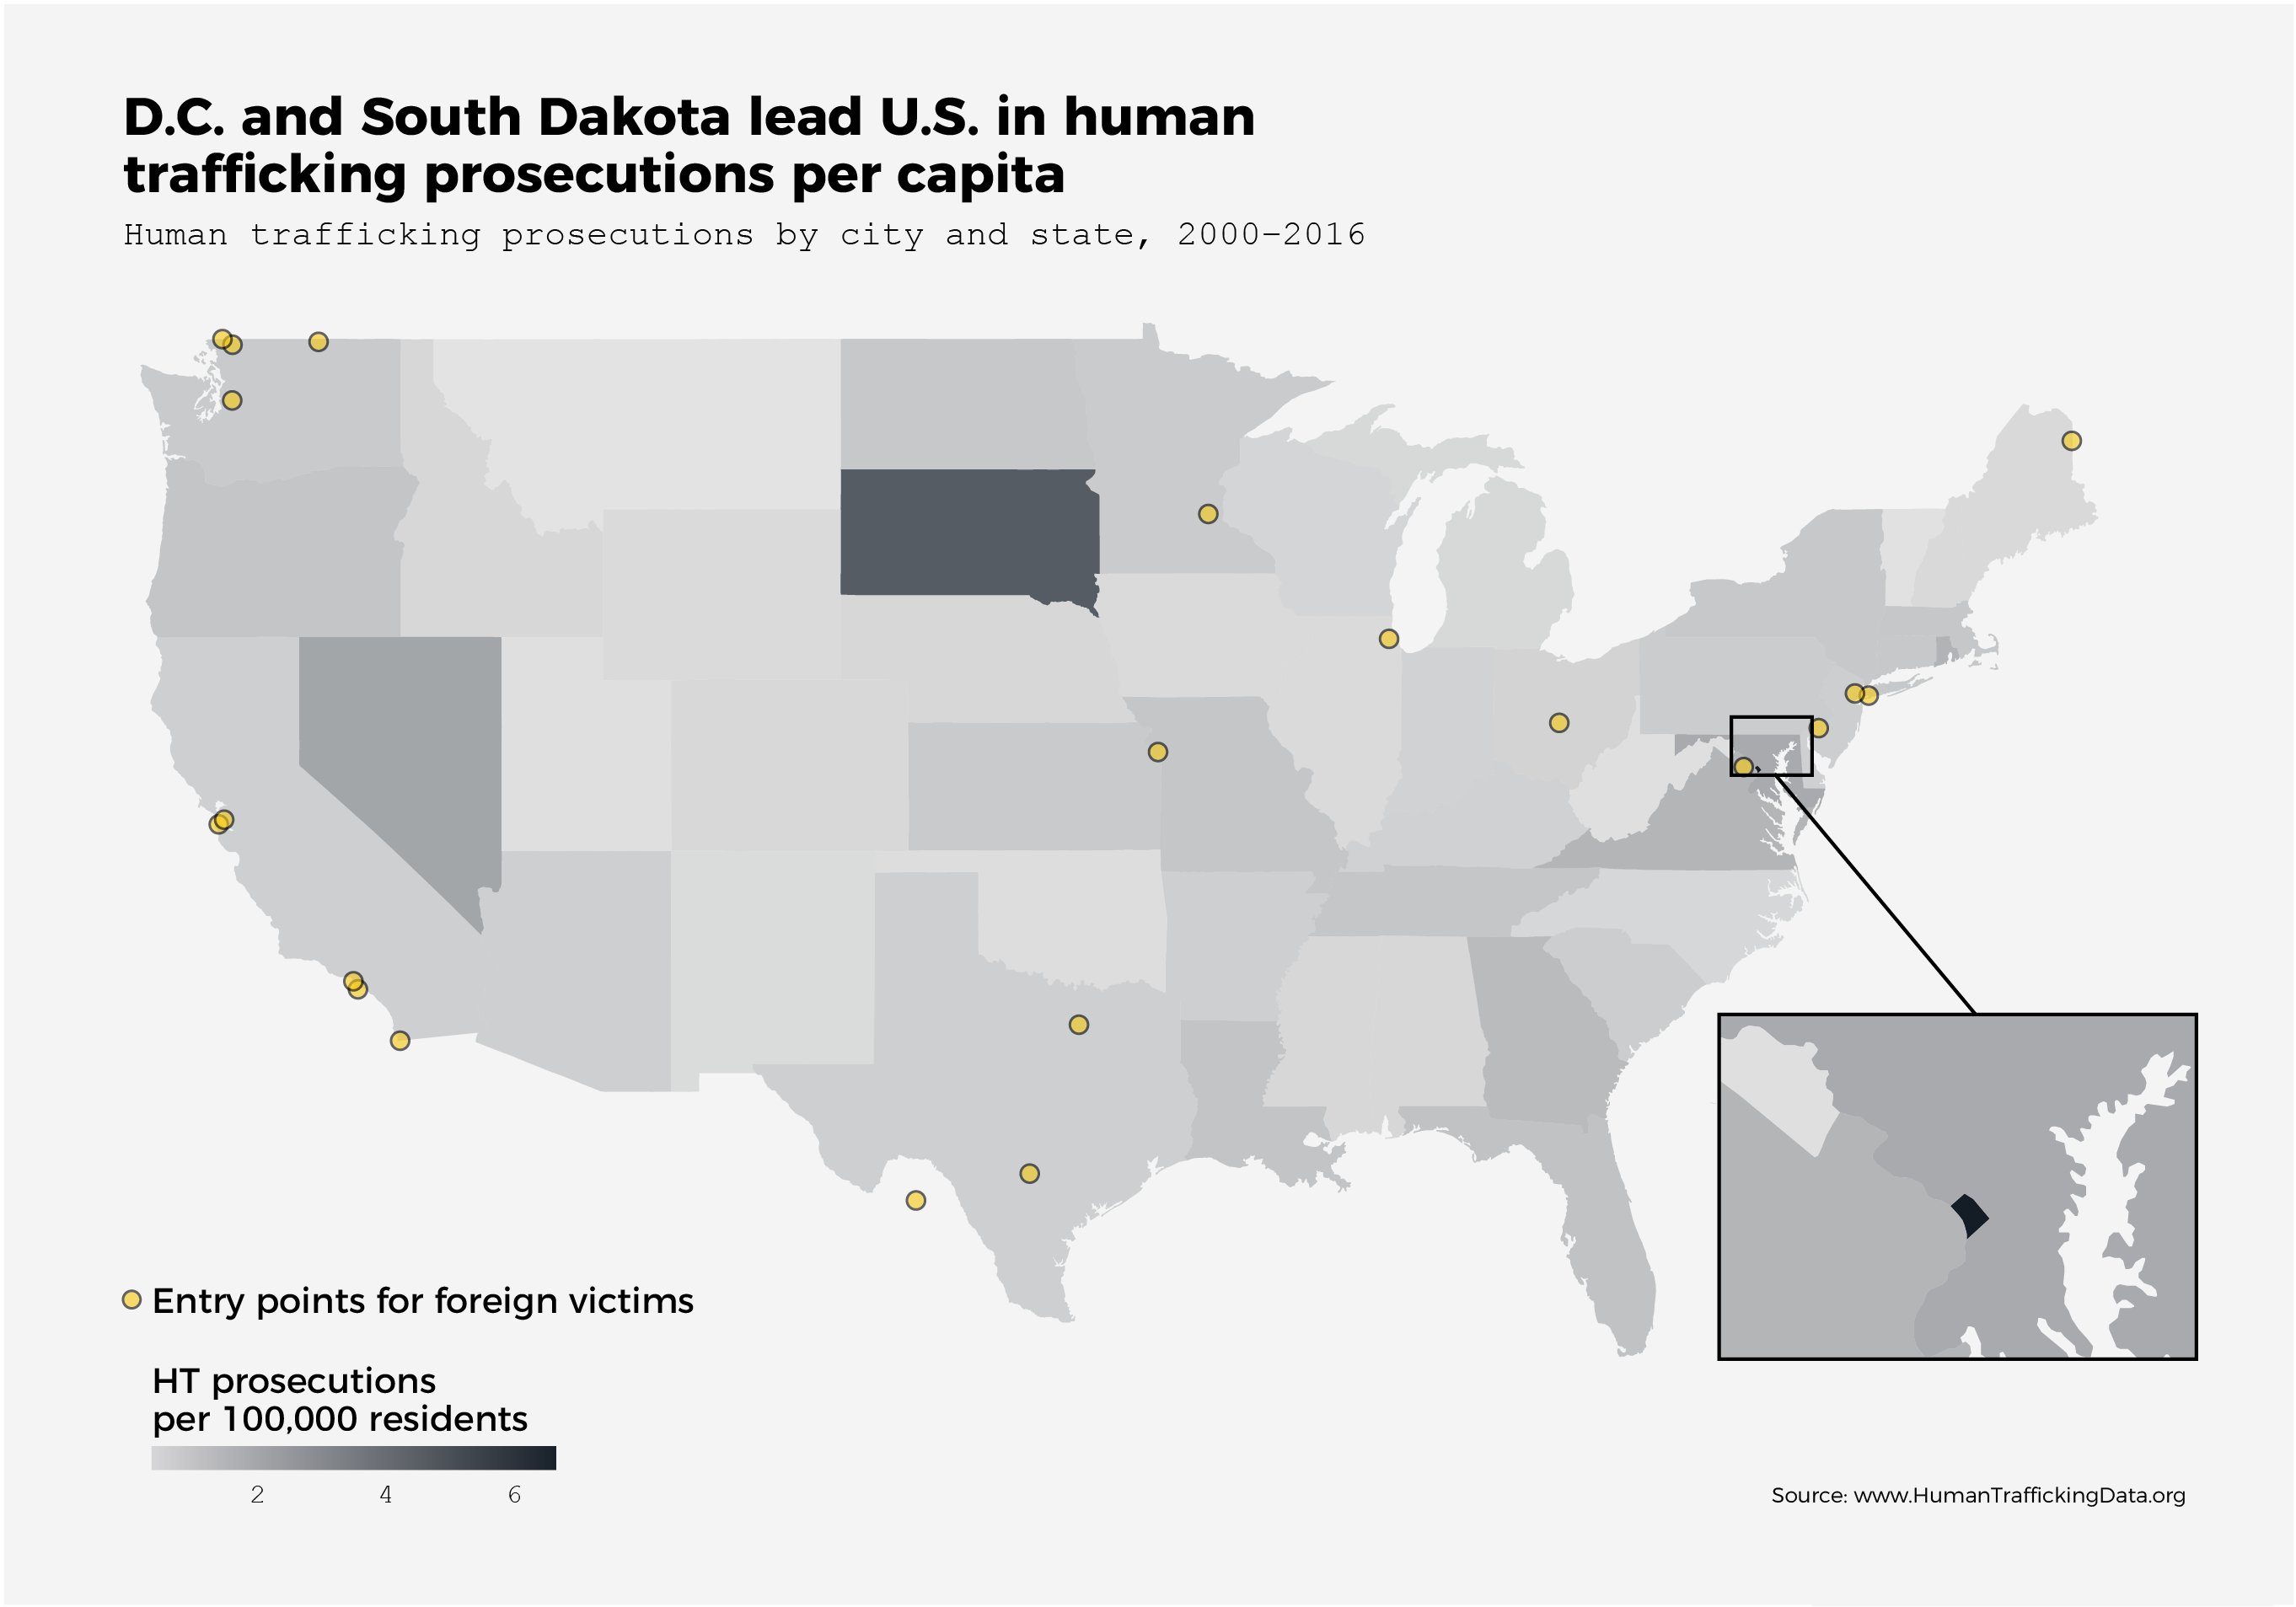 D.C. and South Dakota lead U.S. in human
trafficking prosecutions per capita
Human trafficking prosecutions by city and state, 2000–2016
Entry points for foreign victims
HT prosecutions
per 100,000 residents
2 4 6
Source: www.HumanTraffickingData.org